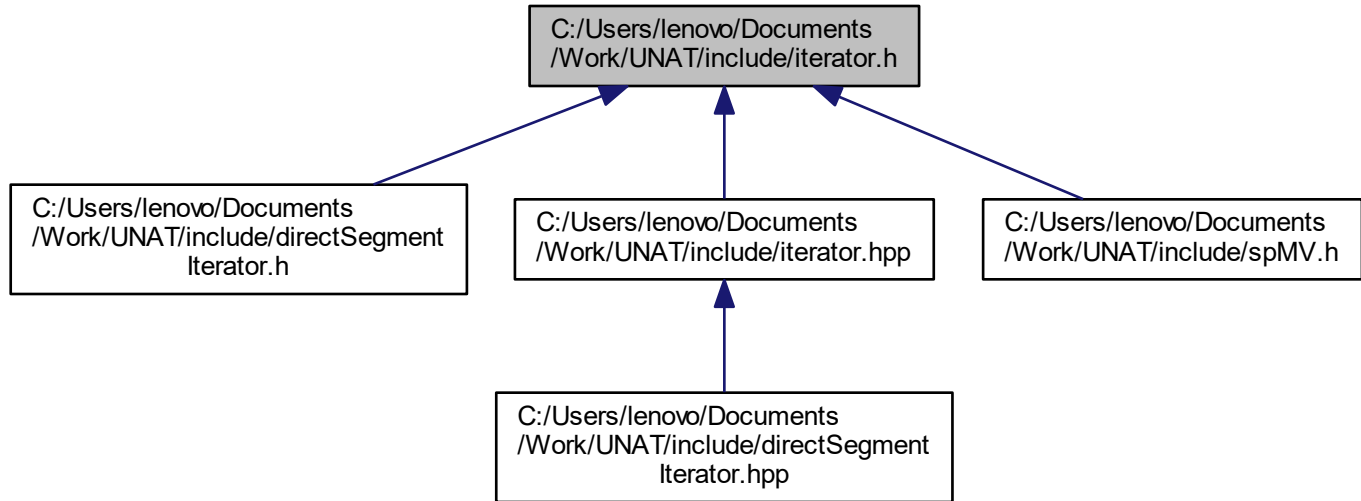 C:/Users/lenovo/Documents
/Work/UNAT/include/iterator.h
C:/Users/lenovo/Documents
/Work/UNAT/include/directSegment
Iterator.h
C:/Users/lenovo/Documents
/Work/UNAT/include/iterator.hpp
C:/Users/lenovo/Documents
/Work/UNAT/include/spMV.h
C:/Users/lenovo/Documents
/Work/UNAT/include/directSegment
Iterator.hpp